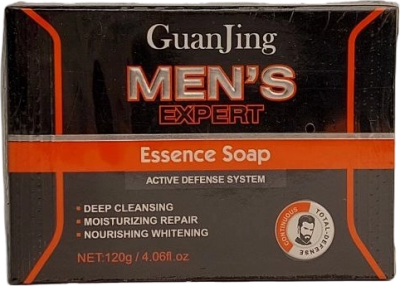 GuanJing
MEN'S
EXPERT
Essence Soap
ACTIVE DEFENSE SYSTEM
DEEP CLEANSING
MOISTURIZING REPAIR
NOURISHING WHITENING
NET:120g / 4.06fl.oz
CONTINUOUS
TOTAL-DEFENSE